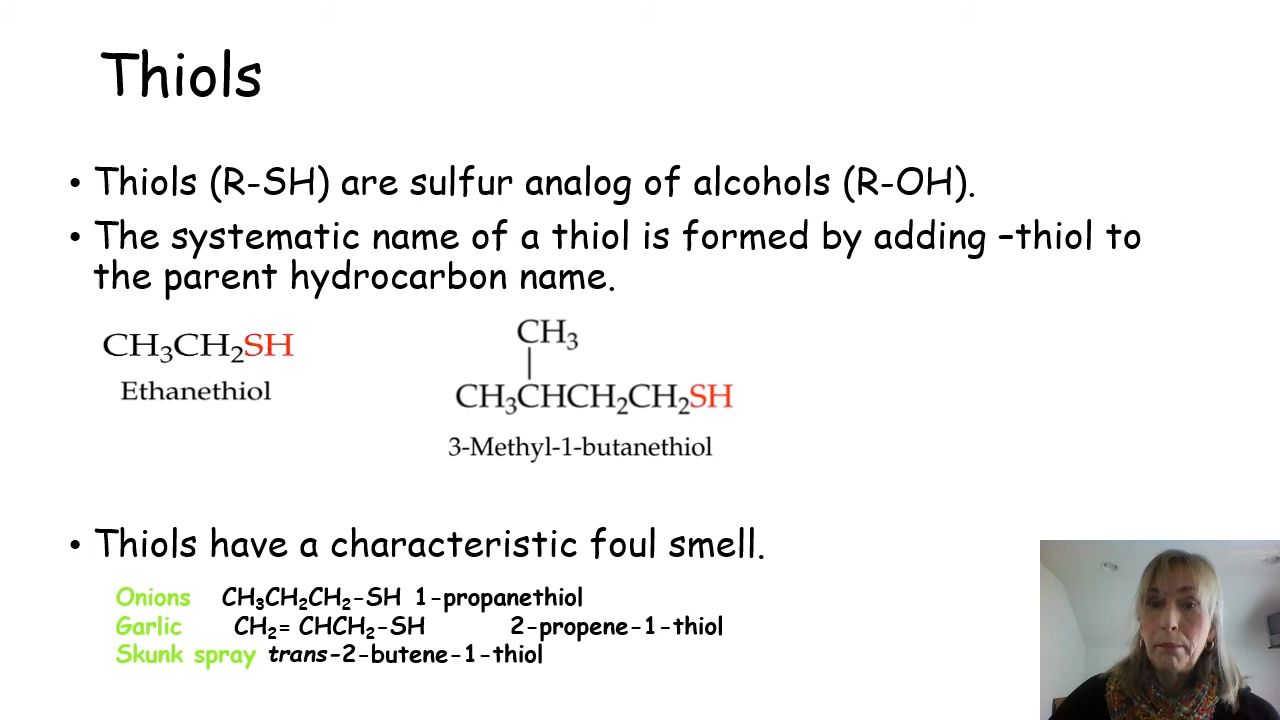 Thiols
• Thiols (R-SH) are sulfur analog of alcohols (R-OH).
• The systematic name of a thiol is formed by adding –thiol to
the parent hydrocarbon name.
CH₃
CH₃CH₂SH
Ethanethiol
CH₃CHCH₂CH₂SH
3-Methyl-1-butanethiol
• Thiols have a characteristic foul smell.
Onions CH₃CH₂CH₂-SH 1-propanethiol
Garlic CH₂= CHCH₂-SH 2-propene-1-thiol
Skunk spray trans-2-butene-1-thiol